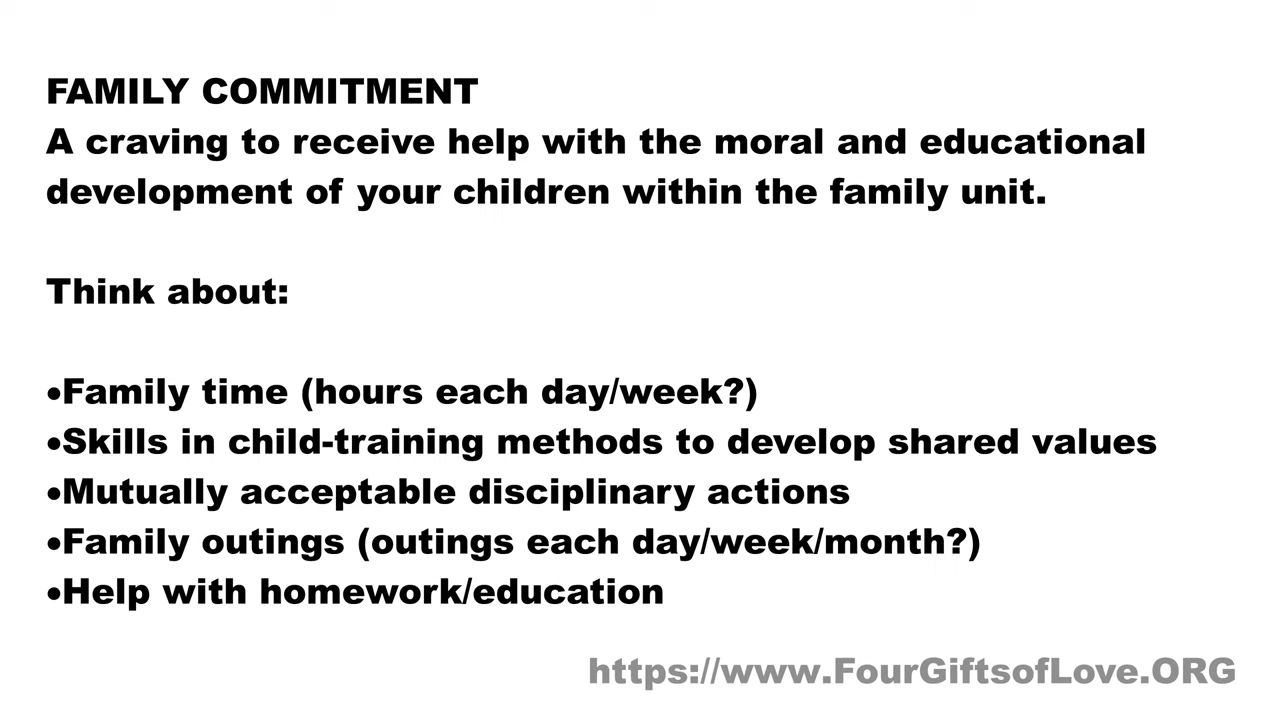 FAMILY COMMITMENT
A craving to receive help with the moral and educational
development of your children within the family unit.
Think about:
•Family time (hours each day/week?)
•Skills in child-training methods to develop shared values
•Mutually acceptable disciplinary actions
•Family outings (outings each day/week/month?)
•Help with homework/education
https://www.FourGiftsofLove.ORG